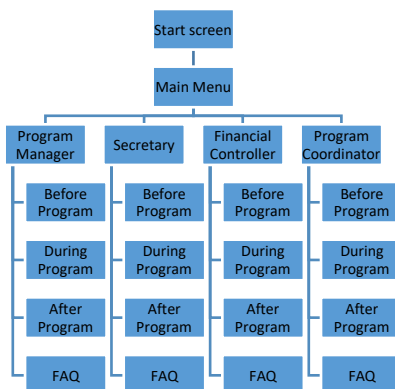 Start screen
Main Menu
Program
Manager
Secretary
Financial
Controller
Program
Coordinator
Before
Program
Before
Program
Before
Program
Before
Program
During
Program
During
Program
During
Program
During
Program
After
Program
After
Program
After
Program
After
Program
FAQ
FAQ
FAQ
FAQ